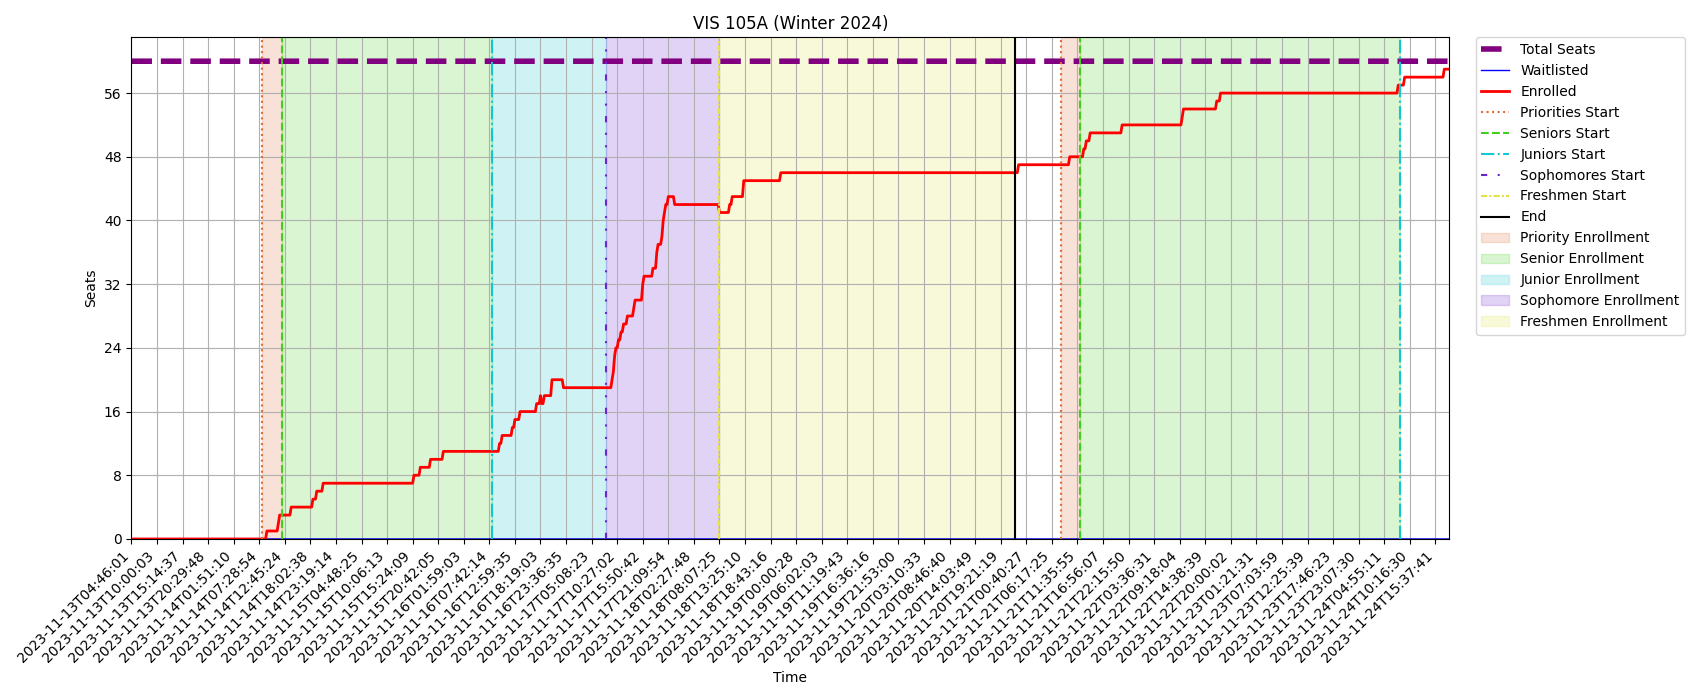 VIS 105A (Winter 2024)
Seats
56
48
40
32
24
16
8
0
2023-11-13T04:46:01
2023-11-13T10:00:03
2023-11-13T15:14:37
2023-11-13T20:29:48
2023-11-14T01:51:10
2023-11-14T07:28:54
2023-11-14T12:45:24
2023-11-14T18:02:38
2023-11-14T23:19:14
2023-11-15T04:48:25
2023-11-15T10:06:13
2023-11-15T15:24:09
2023-11-15T20:42:05
2023-11-16T01:59:03
2023-11-16T07:42:14
2023-11-16T12:59:35
2023-11-16T18:19:03
2023-11-16T23:36:35
2023-11-17T05:08:23
2023-11-17T10:27:02
2023-11-17T15:50:42
2023-11-17T21:09:54
2023-11-18T02:27:48
2023-11-18T08:07:25
2023-11-18T13:25:10
2023-11-18T18:43:16
2023-11-19T00:00:28
2023-11-19T06:02:03
2023-11-19T11:19:43
2023-11-19T16:36:16
2023-11-19T21:53:00
2023-11-20T03:10:33
2023-11-20T08:46:40
2023-11-20T14:03:49
2023-11-20T19:21:19
2023-11-21T00:40:27
2023-11-21T06:17:25
2023-11-21T11:35:55
2023-11-21T16:56:07
2023-11-21T22:15:50
2023-11-22T03:36:31
2023-11-22T09:18:04
2023-11-22T14:38:39
2023-11-22T20:00:02
2023-11-23T01:21:31
2023-11-23T07:03:59
2023-11-23T12:25:39
2023-11-23T17:46:23
2023-11-23T23:07:30
2023-11-24T04:55:11
2023-11-24T10:16:30
2023-11-24T15:37:41
Time
Total Seats
Waitlisted
Enrolled
Priorities Start
Seniors Start
Juniors Start
Sophomores Start
Freshmen Start
End
Priority Enrollment
Senior Enrollment
Junior Enrollment
Sophomore Enrollment
Freshmen Enrollment